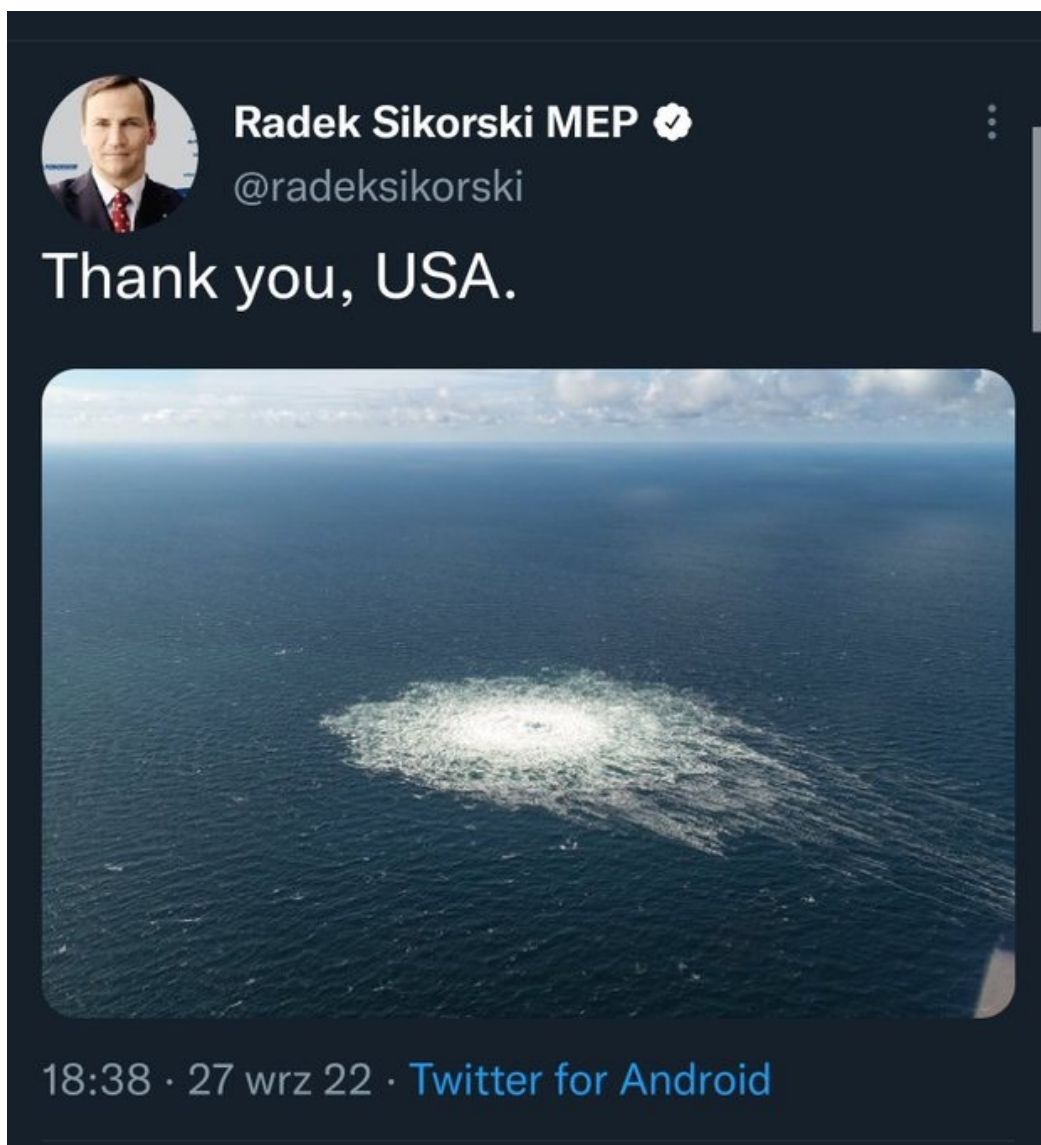 Radek Sikorski MEP
@radeksikorski
Thank you, USA.
18:38 · 27 wrz 22 · Twitter for Android